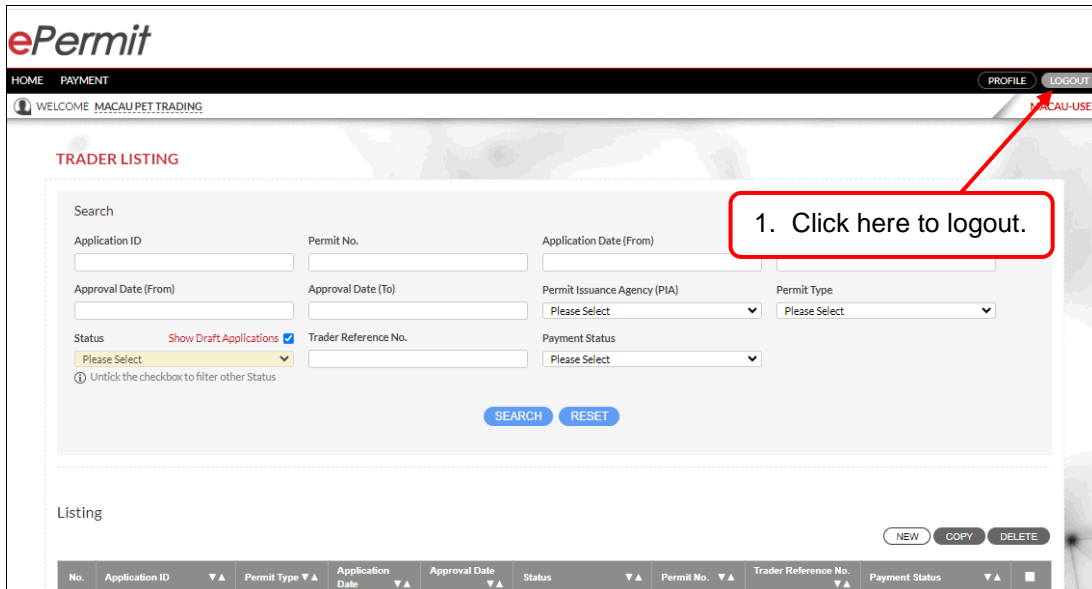 ePermit
HOME PAYMENT PROFILE LOGOUT
WELCOME MACAU PET TRADING MACAU-USE
TRADER LISTING
Search
1. Click here to logout.
Application ID Permit No. Application Date (From)
Approval Date (From) Approval Date (To) Permit Issuance Agency (PIA) Permit Type
Please Select Please Select
Status Show Draft Applications Trader Reference No. Payment Status
Please Select Please Select
Untick the checkbox to filter other Status
SEARCH RESET
Listing
NEW COPY DELETE
No. Application ID ▼▲ Permit Type ▼▲ Application Date ▼▲ Approval Date ▼▲ Status ▼▲ Permit No. ▼▲ Trader Reference No. ▼▲ Payment Status ▼▲